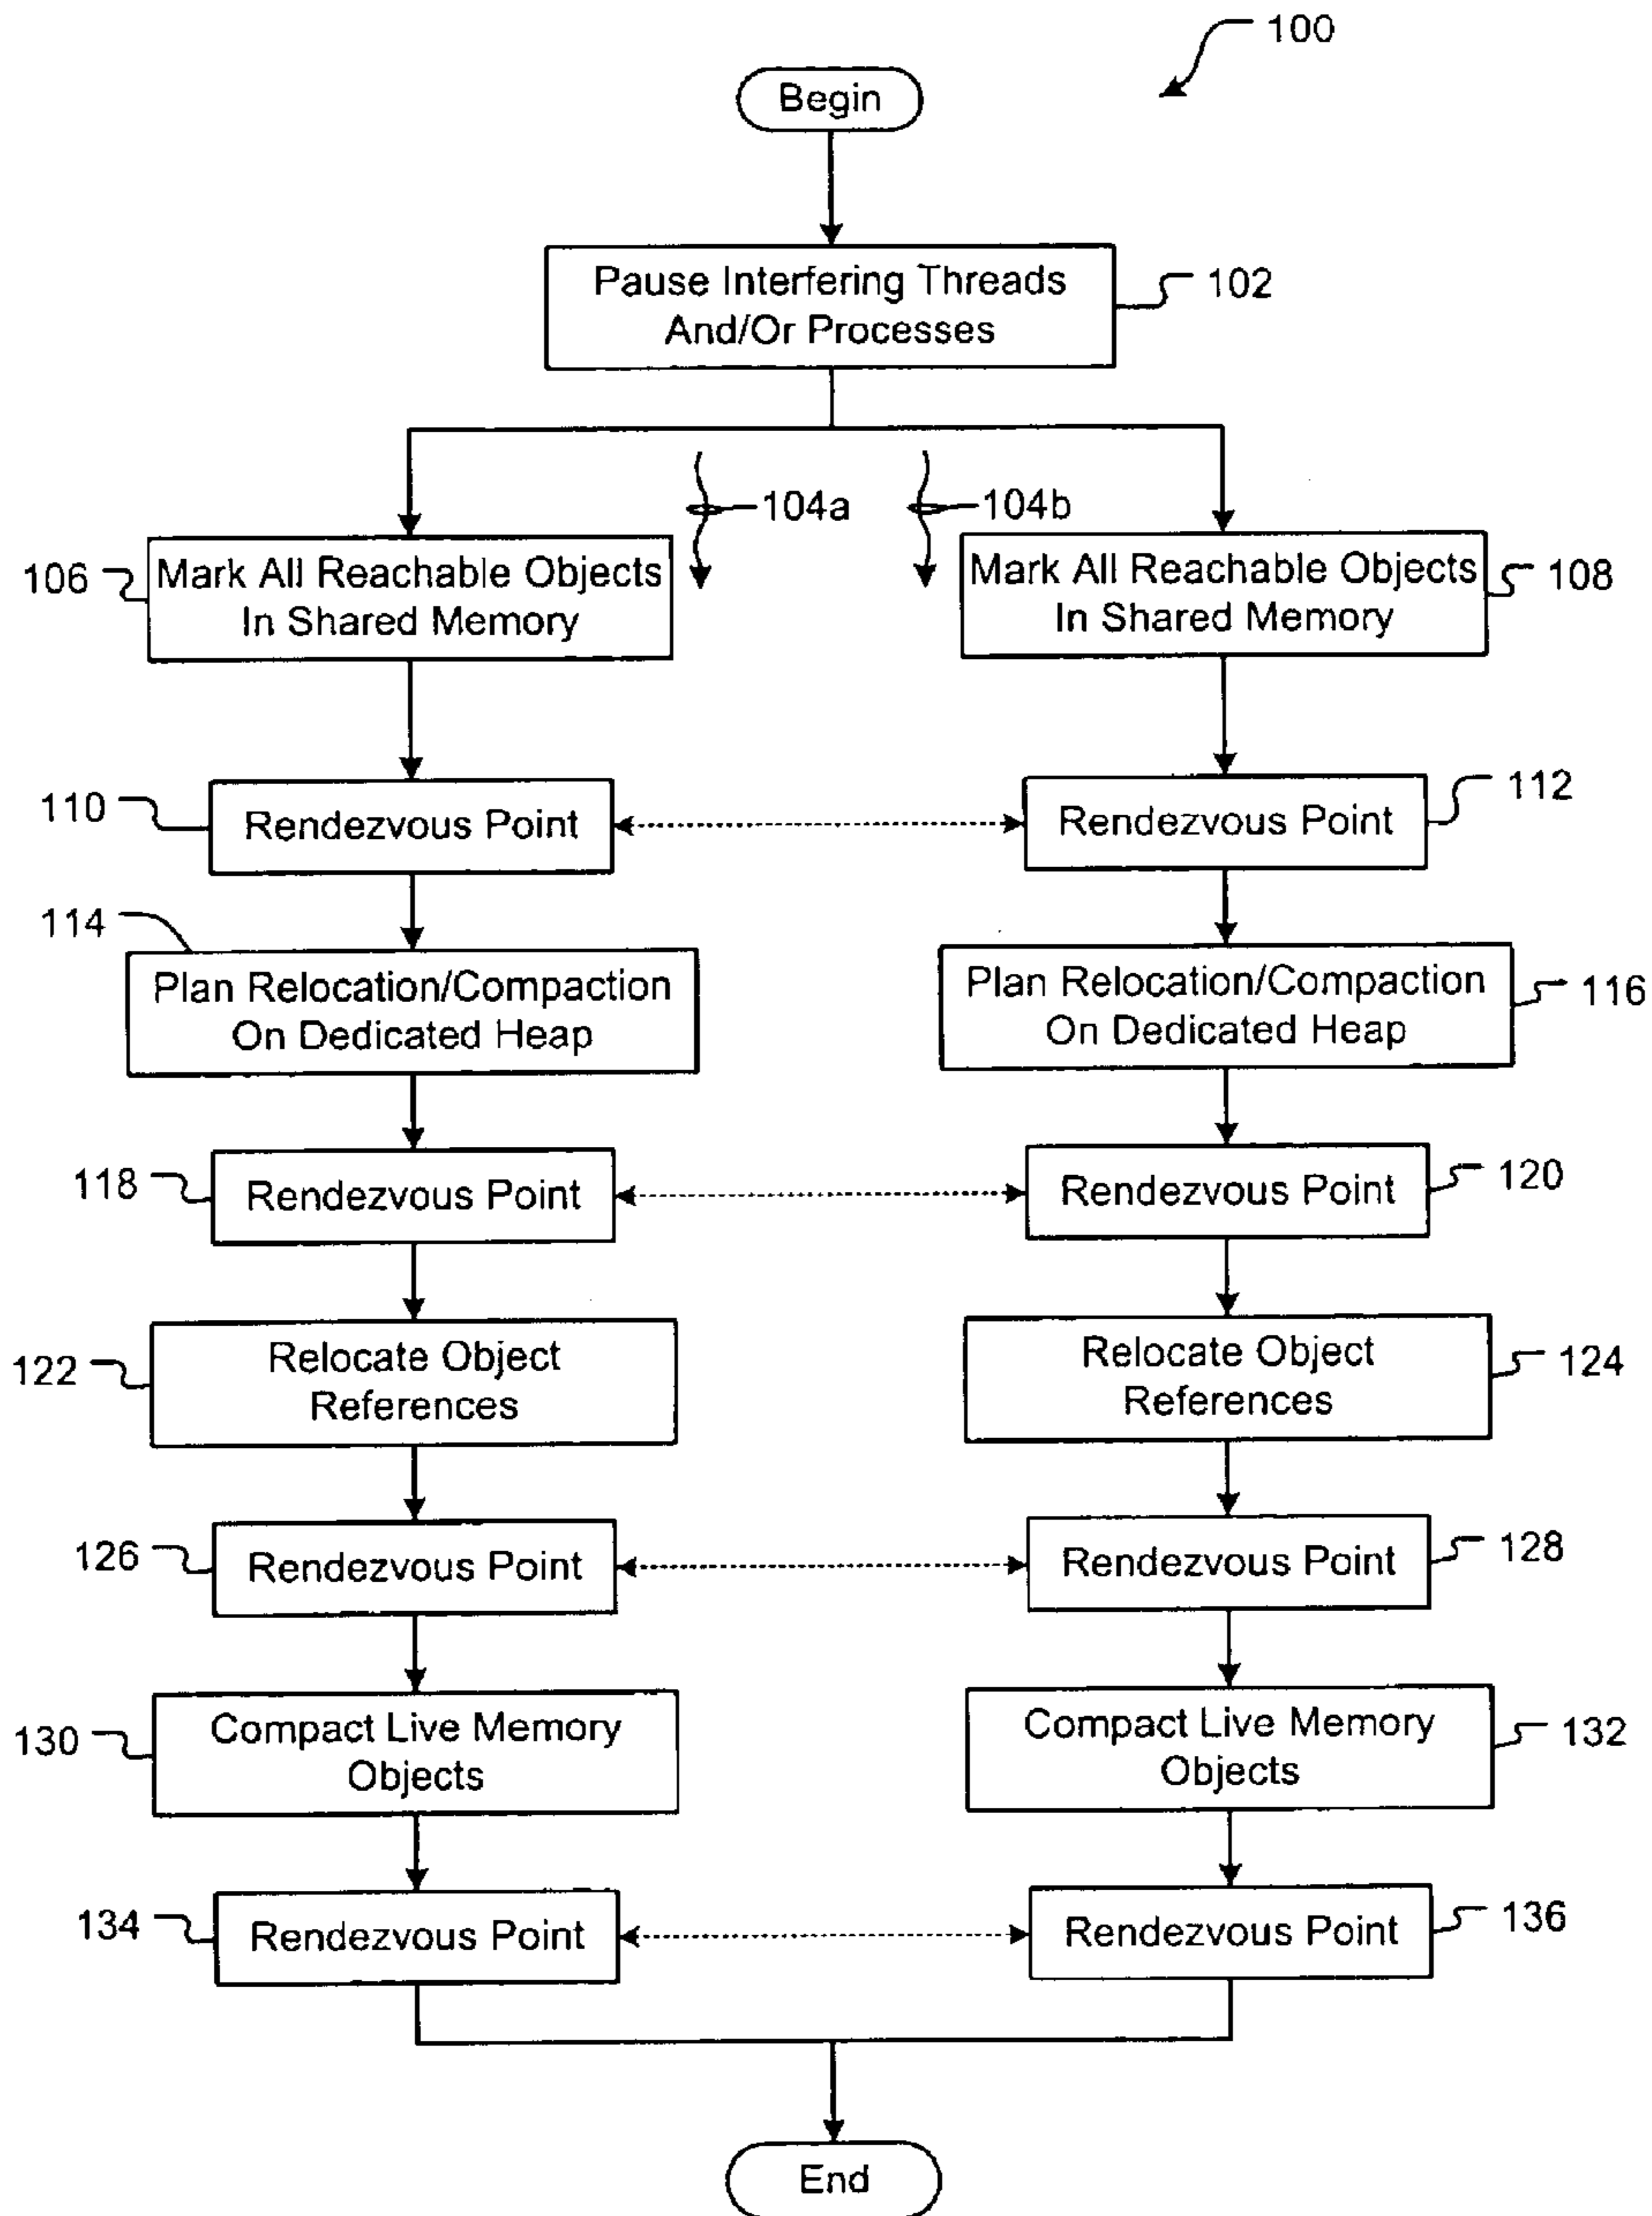 100
Begin
Pause Interfering Threads
And/Or Processes
102
104a
104b
106
Mark All Reachable Objects
In Shared Memory
Mark All Reachable Objects
In Shared Memory
108
110
Rendezvous Point
Rendezvous Point
112
114
Plan Relocation/Compaction
On Dedicated Heap
Plan Relocation/Compaction
On Dedicated Heap
116
118
Rendezvous Point
Rendezvous Point
120
122
Relocate Object
References
Relocate Object
References
124
126
Rendezvous Point
Rendezvous Point
128
130
Compact Live Memory
Objects
Compact Live Memory
Objects
132
134
Rendezvous Point
Rendezvous Point
136
End